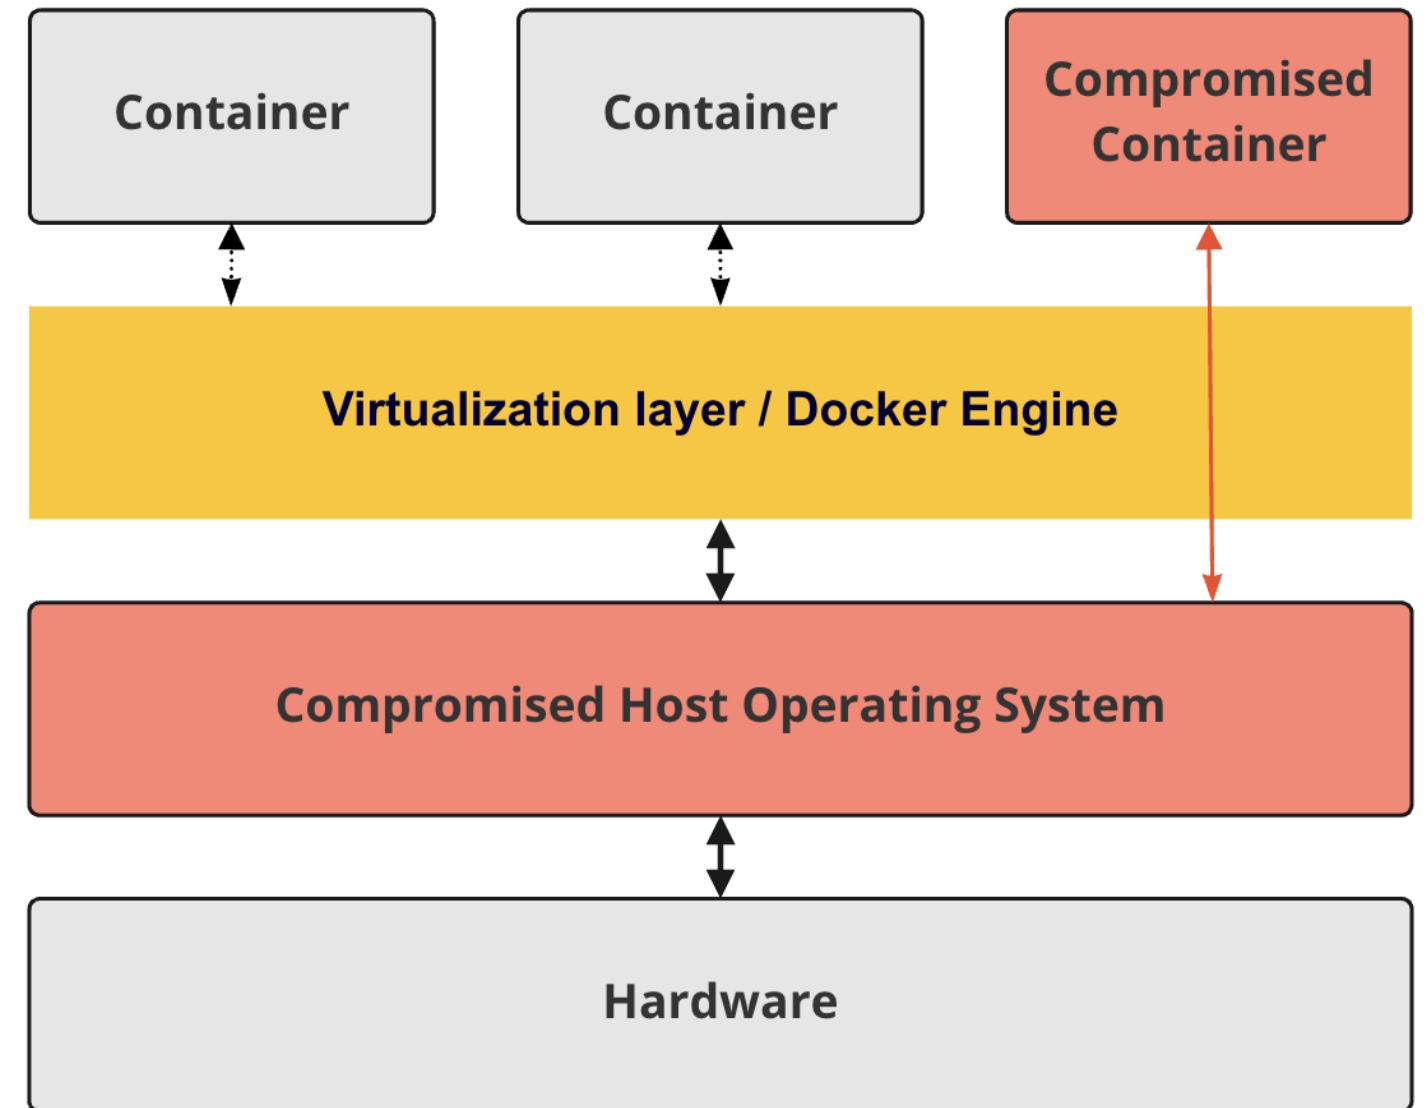 Container
Container
Compromised
Container
Virtualization layer / Docker Engine
Compromised Host Operating System
Hardware